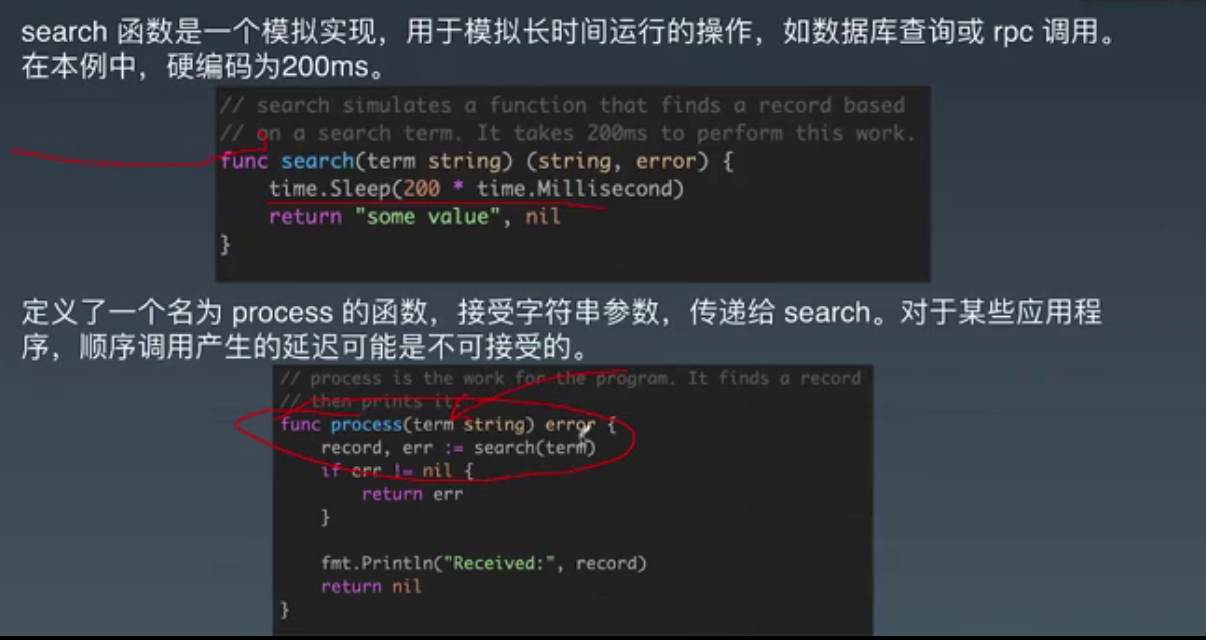 search 函数是一个模拟实现，用于模拟长时间运行的操作，如数据库查询或 rpc 调用。
在本例中，硬编码为200ms。
// search simulates a function that finds a record based
// on a search term. It takes 200ms to perform this work.
func search(term string) (string, error) {
    time.Sleep(200 * time.Millisecond)
    return "some value", nil
}
定义了一个名为 process 的函数，接受字符串参数，传递给 search。对于某些应用程
序，顺序调用产生的延迟可能是不可接受的。
// process is the work for the program. It finds a record
// then prints it.
func process(term string) error {
    record, err := search(term)
    if err != nil {
        return err
    }
    fmt.Println("Received:", record)
    return nil
}